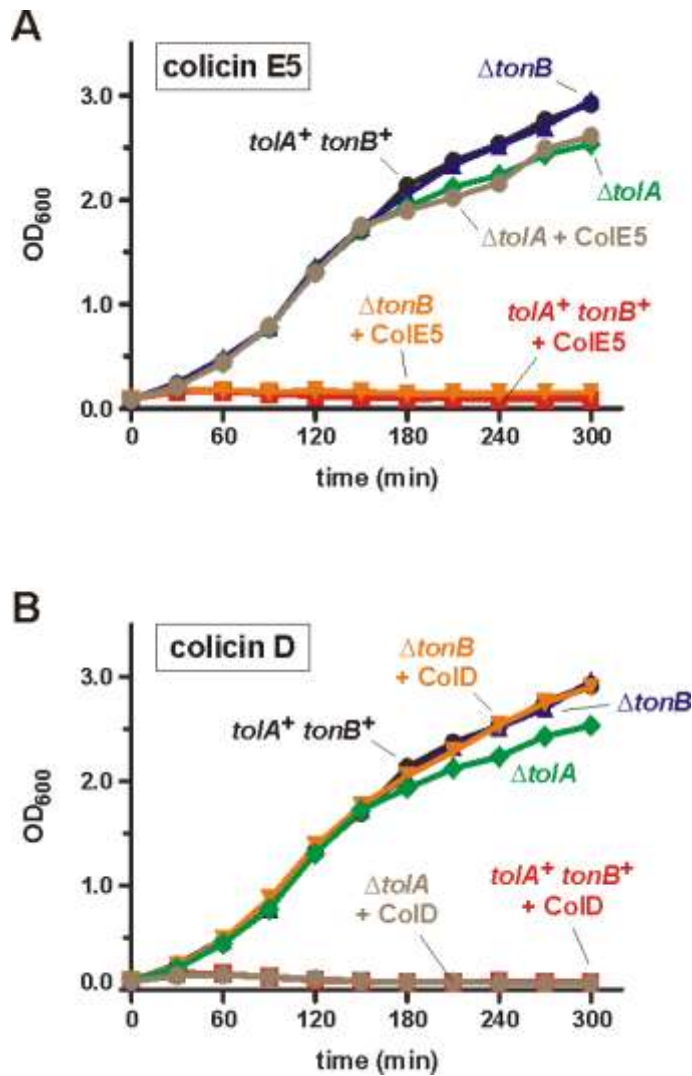 A
colicin E5
ΔtonB
3.0
tolA+ tonB+
2.0
ΔtolA
ΔtolA + ColE5
OD600
1.0
ΔtonB
+ ColE5
tolA+ tonB+
+ ColE5
0.0
0 60 120 180 240 300
time (min)
B
colicin D
ΔtonB
+ ColD
3.0
ΔtonB
tolA+ tonB+
ΔtolA
2.0
OD600
1.0
ΔtolA
+ ColD
tolA+ tonB+
+ ColD
0.0
0 60 120 180 240 300
time (min)